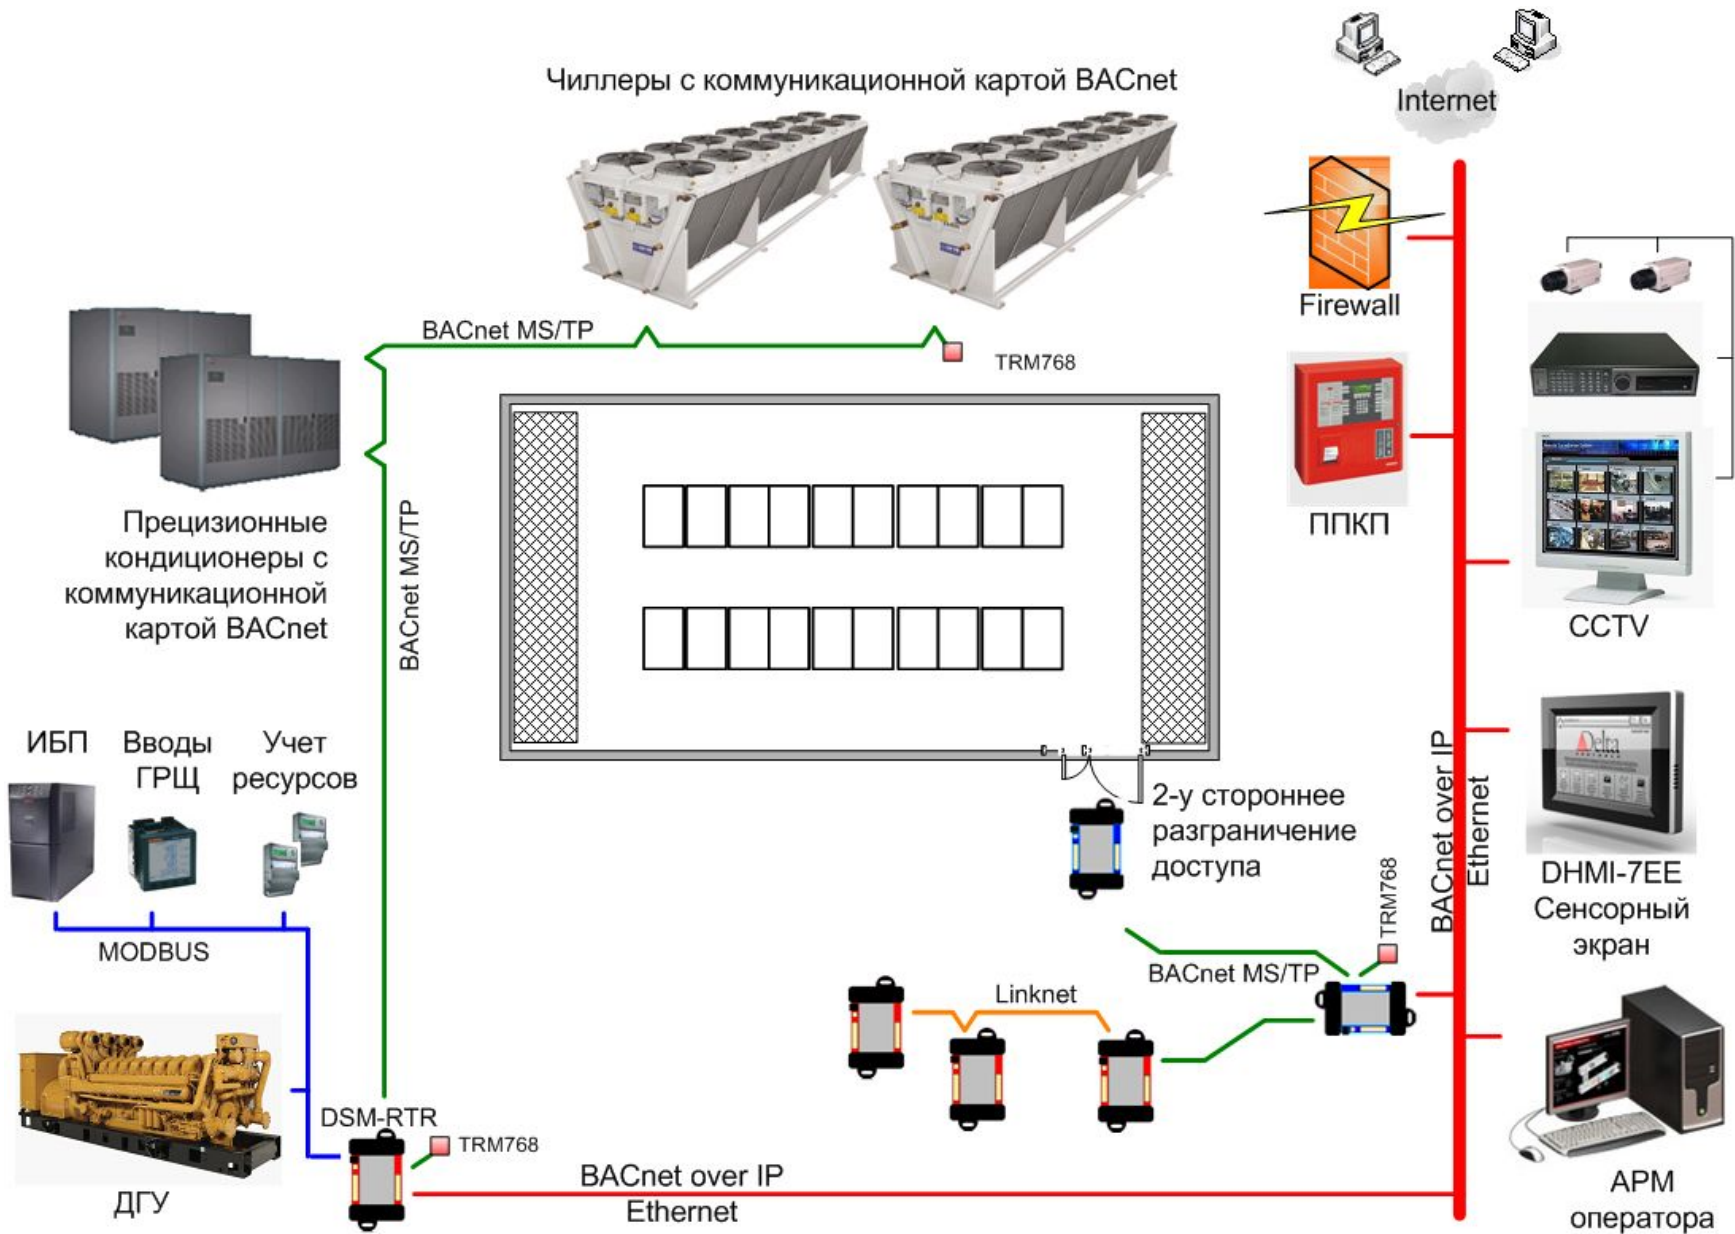 Чиллеры с коммуникационной картой BACnet
Internet
Firewall
BACnet MS/TP
TRM768
ППКП
Прецизионные
кондиционеры с
коммуникационной
картой BACnet
BACnet MS/TP
CCTV
ИБП
Вводы
ГРЩ
Учет
ресурсов
MODBUS
2-у стороннее
разграничение
доступа
TRM768
BACnet over IP
Ethernet
Delta
DHMI-7EE
Сенсорный
экран
BACnet MS/TP
Linknet
DSM-RTR
TRM768
ДГУ
BACnet over IP
Ethernet
АРМ
оператора